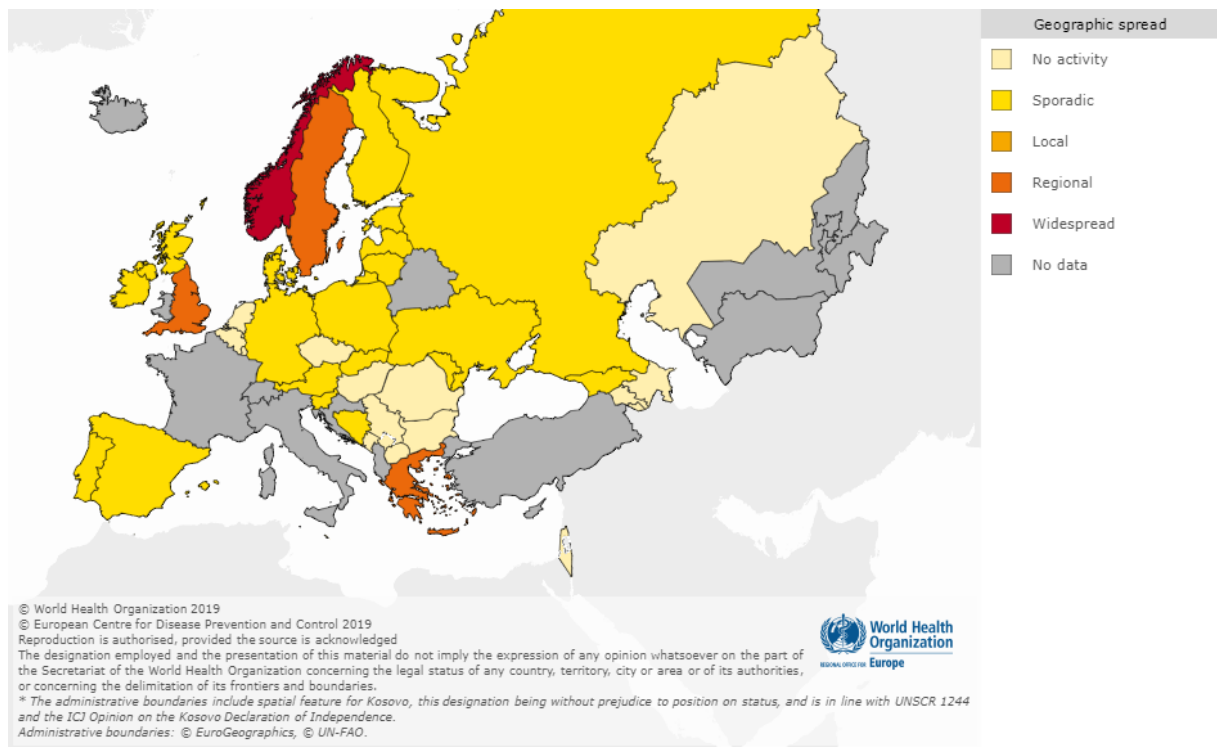 Geographic spread
No activity
Sporadic
Local
Regional
Widespread
No data
© World Health Organization 2019
© European Centre for Disease Prevention and Control 2019
Reproduction is authorised, provided the source is acknowledged
The designation employed and the presentation of this material do not imply the expression of any opinion whatsoever on the part of
the Secretariat of the World Health Organization concerning the legal status of any country, territory, city or area or of its authorities,
or concerning the delimitation of its frontiers and boundaries.
* The administrative boundaries include spatial feature for Kosovo, this designation being without prejudice to position on status, and is in line with UNSCR 1244
and the ICJ Opinion on the Kosovo Declaration of Independence.
Administrative boundaries: © EuroGeographics, © UN-FAO.
World Health
Organization
REGIONAL OFFICE FOR Europe